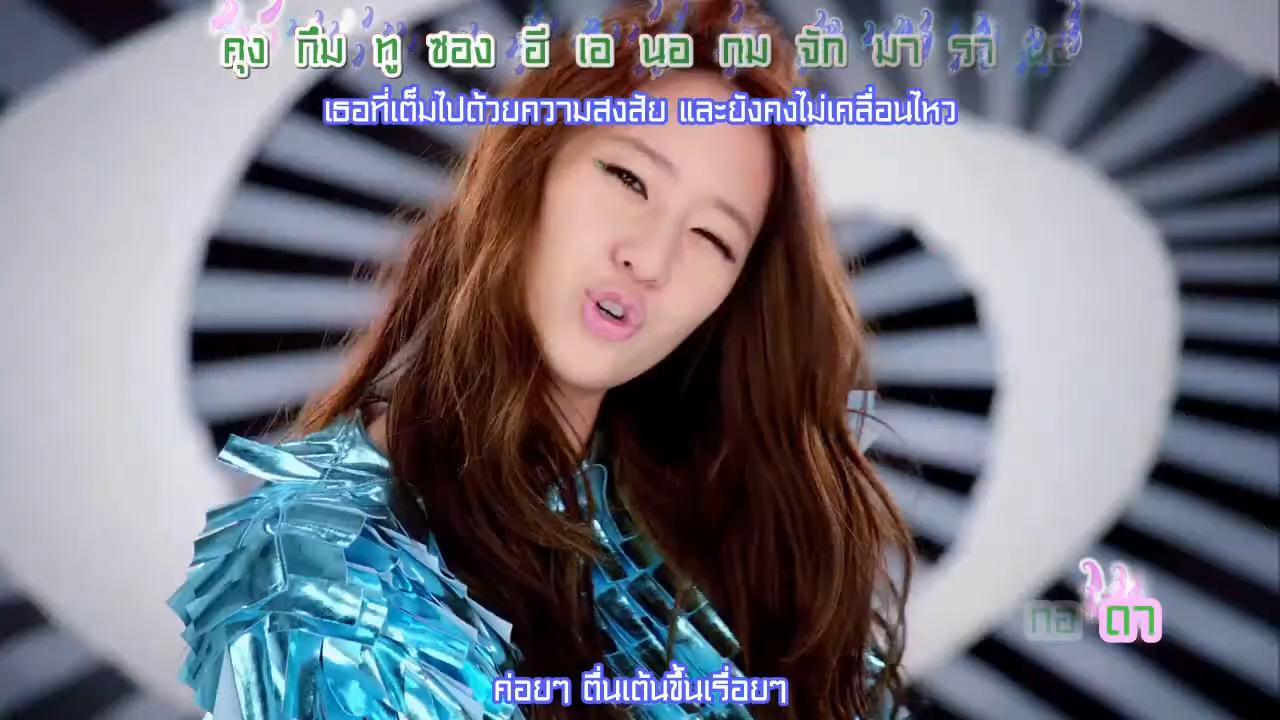 คุง กึม ทู ซอง อี เอ นอ กม จัก มา รา
เธอที่เต็มไปด้วยความสงสัย และยังคงไม่เคลื่อนไหว
กอ ดา
ค่อยๆ ตื่นเต้นขึ้นเรื่อยๆ